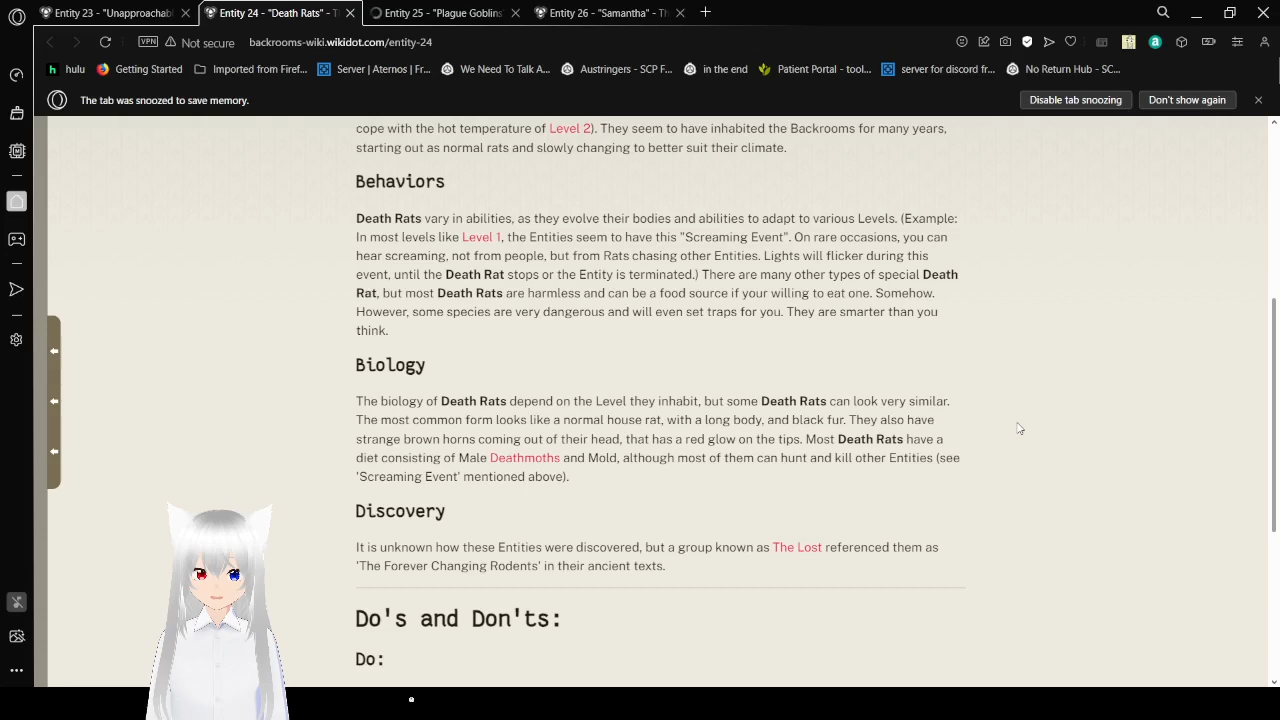 Entity 23 - "Unapproachabl
Entity 24 - "Death Rats" - T
Entity 25 - "Plague Goblins"
Entity 26 - "Samantha" - Th
VPN
Not secure
backrooms-wiki.wikidot.com/entity-24
hulu
Getting Started
Imported from Firef...
Server | Aternos | Fr...
We Need To Talk A...
Austringers - SCP F...
in the end
Patient Portal - tool...
server for discord fr...
No Return Hub - SC...
The tab was snoozed to save memory.
Disable tab snoozing
Don't show again
cope with the hot temperature of Level 2). They seem to have inhabited the Backrooms for many years,
starting out as normal rats and slowly changing to better suit their climate.
Behaviors
Death Rats vary in abilities, as they evolve their bodies and abilities to adapt to various Levels. (Example:
In most levels like Level 1, the Entities seem to have this "Screaming Event". On rare occasions, you can
hear screaming, not from people, but from Rats chasing other Entities. Lights will flicker during this
event, until the Death Rat stops or the Entity is terminated.) There are many other types of special Death
Rat, but most Death Rats are harmless and can be a food source if your willing to eat one. Somehow.
However, some species are very dangerous and will even set traps for you. They are smarter than you
think.
Biology
The biology of Death Rats depend on the Level they inhabit, but some Death Rats can look very similar.
The most common form looks like a normal house rat, with a long body, and black fur. They also have
strange brown horns coming out of their head, that has a red glow on the tips. Most Death Rats have a
diet consisting of Male Deathmoths and Mold, although most of them can hunt and kill other Entities (see
'Screaming Event' mentioned above).
Discovery
It is unknown how these Entities were discovered, but a group known as The Lost referenced them as
'The Forever Changing Rodents' in their ancient texts.
Do's and Don'ts:
Do: